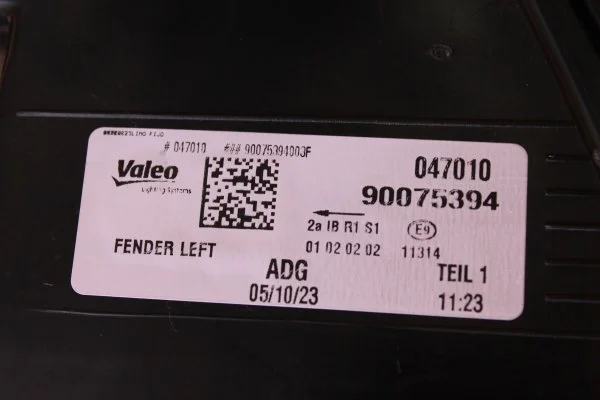 # 047010 ### 90075394003F
Valeo
Lighting Systems
047010
90075394
2a IB R1 S1 E9
FENDER LEFT
01 02 02 02 11314
ADG
TEIL 1
05/10/23
11:23